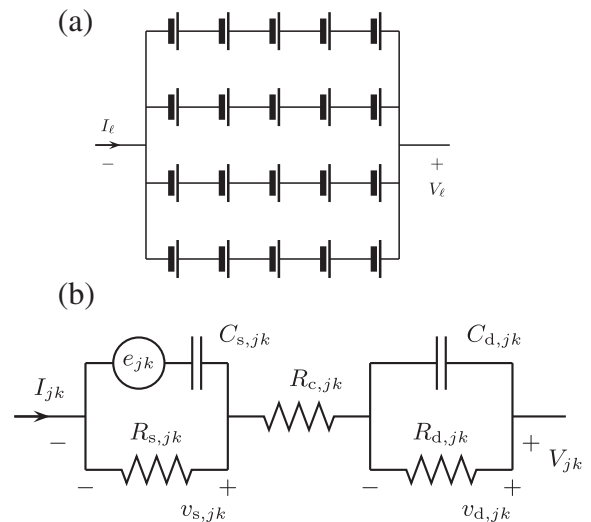 (a)
I_ℓ
−
+
V_ℓ
(b)
C_{s,jk}
C_{d,jk}
e_{jk}
R_{c,jk}
I_{jk}
−
R_{s,jk}
R_{d,jk}
+
V_{jk}
−
+
−
+
v_{s,jk}
v_{d,jk}